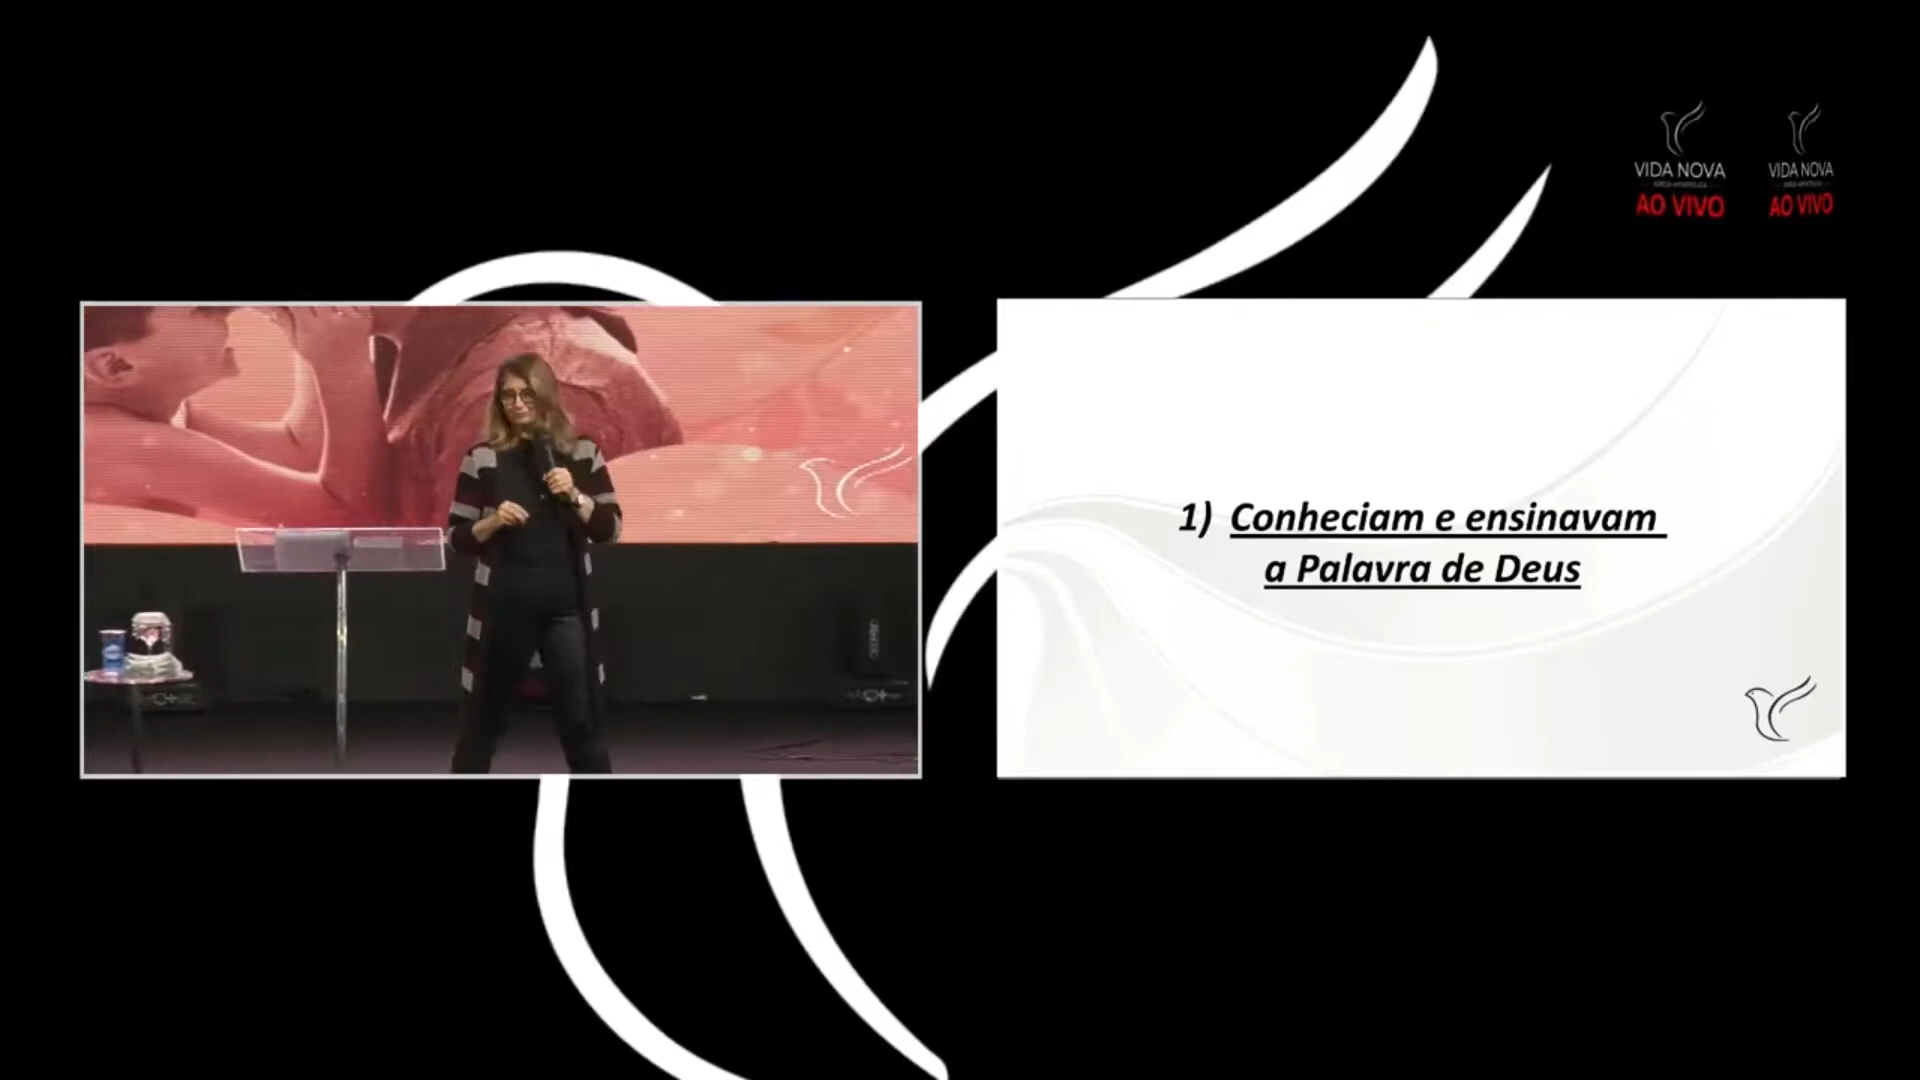 VIDA NOVA
AO VIVO
VIDA NOVA
AO VIVO
1) Conheciam e ensinavam
a Palavra de Deus